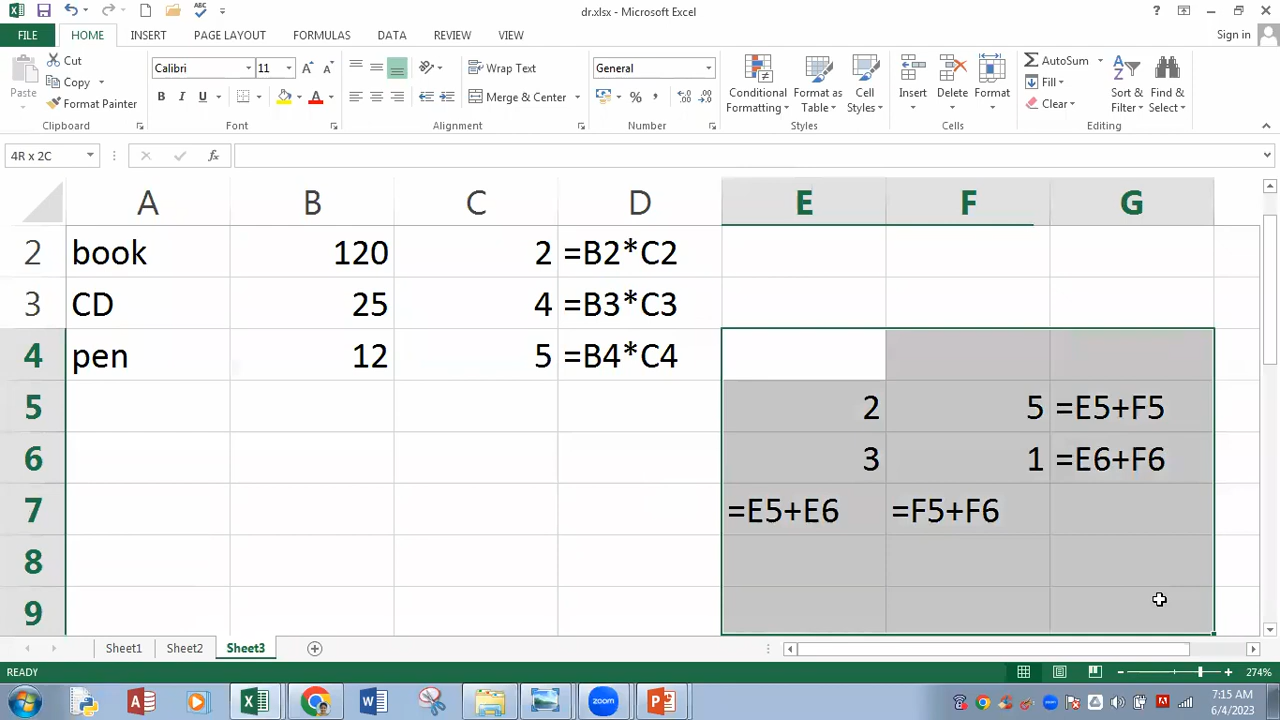 dr.xlsx - Microsoft Excel
FILE HOME INSERT PAGE LAYOUT FORMULAS DATA REVIEW VIEW Sign in
Paste Cut Copy Format Painter Clipboard
Calibri 11 B I U A Font
Wrap Text Merge & Center Alignment
General % , Number
Conditional Formatting Format as Table Cell Styles Styles
Insert Delete Format Cells
AutoSum Fill Clear Sort & Filter Find & Select Editing
4R x 2C fx
A B C D E F G
2 book 120 2 =B2*C2
3 CD 25 4 =B3*C3
4 pen 12 5 =B4*C4
5 2 5 =E5+F5
6 3 1 =E6+F6
7 =E5+E6 =F5+F6
8
9
Sheet1 Sheet2 Sheet3
READY 274%
zoom 7:15 AM
6/4/2023